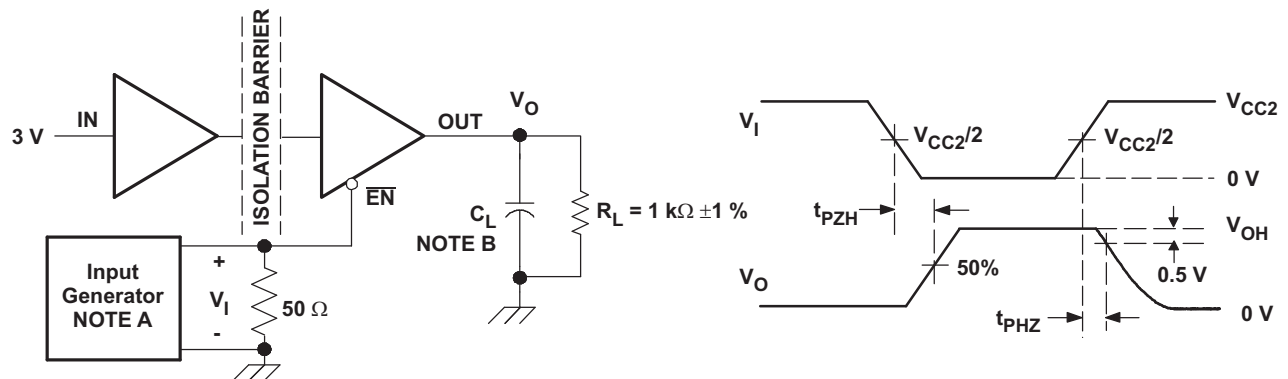 ISOLATION BARRIER
3 V
IN
OUT
V_O
EN
C_L
NOTE B
R_L = 1 kΩ ±1 %
Input
Generator
NOTE A
+
V_I
-
50 Ω
V_I
V_CC2/2
V_CC2/2
V_CC2
0 V
t_PZH
V_O
50%
V_OH
0.5 V
t_PHZ
0 V